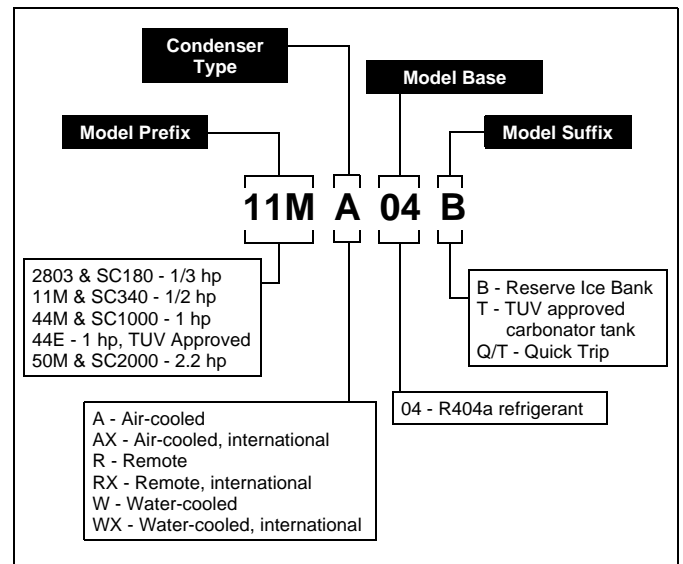 Condenser
Type
Model Base
Model Prefix
Model Suffix
11M A 04 B
2803 & SC180 - 1/3 hp
11M & SC340 - 1/2 hp
44M & SC1000 - 1 hp
44E - 1 hp, TUV Approved
50M & SC2000 - 2.2 hp
B - Reserve Ice Bank
T - TUV approved
carbonator tank
Q/T - Quick Trip
A - Air-cooled
AX - Air-cooled, international
R - Remote
RX - Remote, international
W - Water-cooled
WX - Water-cooled, international
04 - R404a refrigerant